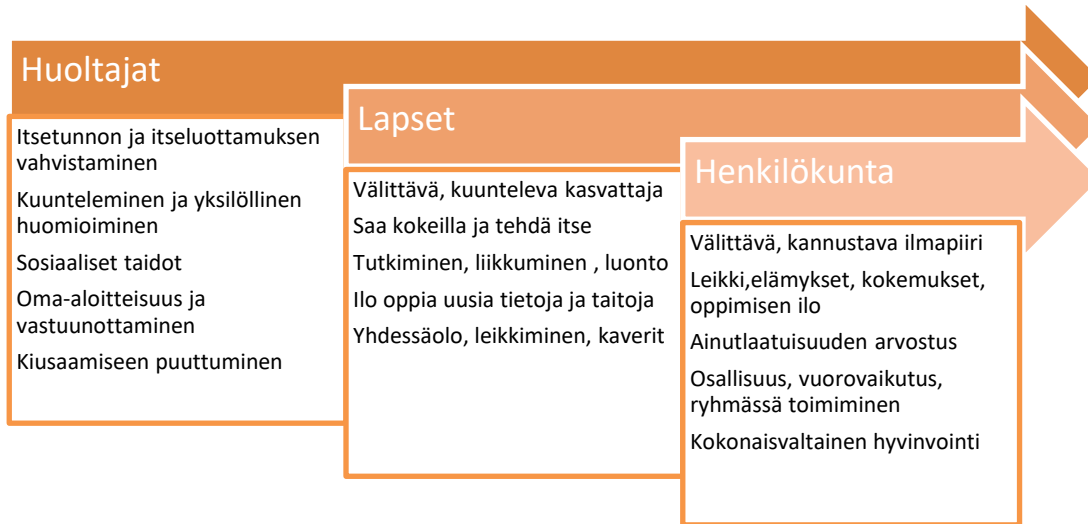 Huoltajat
Itsetunnon ja itseluottamuksen
vahvistaminen
Kuunteleminen ja yksilöllinen
huomioiminen
Sosiaaliset taidot
Oma-aloitteisuus ja
vastuunottaminen
Kiusaamiseen puuttuminen
Lapset
Välittävä, kuunteleva kasvattaja
Saa kokeilla ja tehdä itse
Tutkiminen, liikkuminen , luonto
Ilo oppia uusia tietoja ja taitoja
Yhdessäolo, leikkiminen, kaverit
Henkilökunta
Välittävä, kannustava ilmapiiri
Leikki,elämykset, kokemukset,
oppimisen ilo
Ainutlaatuisuuden arvostus
Osallisuus, vuorovaikutus,
ryhmässä toimiminen
Kokonaisvaltainen hyvinvointi